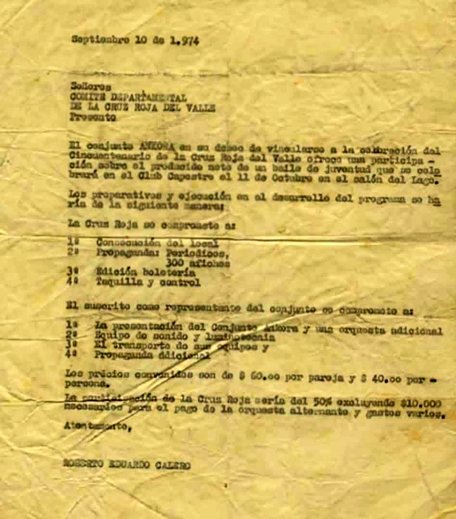 Septiembre 10 de 1.974
Señores
COMITE DEPARTAMENTAL
DE LA CRUZ ROJA DEL VALLE
Presente
El conjunto ANKORA en su deseo de vincularse a la celebración del
Cincuentenario de la Cruz Roja del Valle ofrece una participa -
ción sobre el producido neto de un baile de juventud que se cele
brará en el Club Capestre el 11 de Octubre en el salón del Lago.
Los preparativos y ejecución en el desarrollo del programa se ha
ría de la siguiente manera:
La Cruz Roja se compromete a:
1º Consecución del local
2º Propaganda: Periodicos,
300 afiches
3º Edición boletería
4º Taquilla y control
El suscrito como representante del conjunto se compromete a:
1º La presentación del Conjunto Ankora y una orquesta adicional
2º Equipo de sonido y luminotecnia
3º El transporte de sus equipos y
4º Propaganda ddicional
Los précios convenidos son de $ 60.00 por pareja y $ 40.00 por -
persona.
La participación de la Cruz Roja sería del 50% excluyendo $10.000
necesarios para el pago de la orquesta alternante y gastos varios.
Atentamente,
ROBERTO EDUARDO CALERO